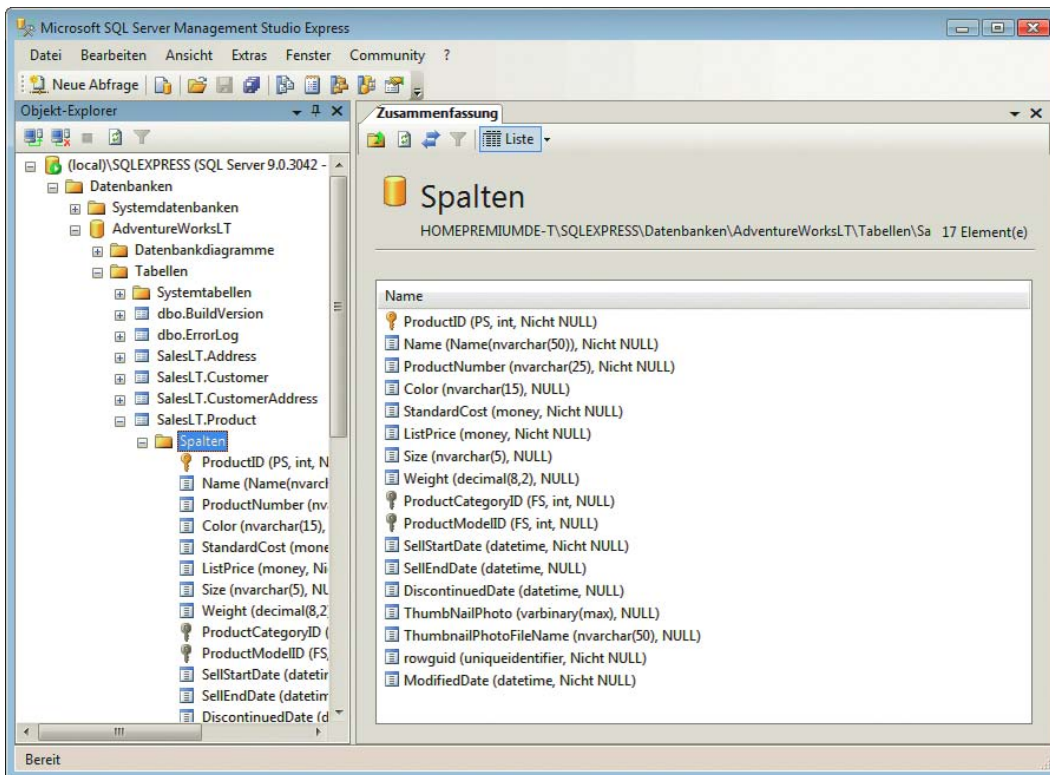 Microsoft SQL Server Management Studio Express
Datei Bearbeiten Ansicht Extras Fenster Community ?
Neue Abfrage
Objekt-Explorer
(local)\SQLEXPRESS (SQL Server 9.0.3042 -
Datenbanken
Systemdatenbanken
AdventureWorksLT
Datenbankdiagramme
Tabellen
Systemtabellen
dbo.BuildVersion
dbo.ErrorLog
SalesLT.Address
SalesLT.Customer
SalesLT.CustomerAddress
SalesLT.Product
Spalten
ProductID (PS, int, N
Name (Name(nvarch
ProductNumber (nv
Color (nvarchar(15),
StandardCost (mone
ListPrice (money, Ni
Size (nvarchar(5), NU
Weight (decimal(8,2
ProductCategoryID (
ProductModelID (FS,
SellStartDate (datetin
SellEndDate (datetim
DiscontinuedDate (d
Zusammenfassung
Liste
Spalten
HOMEPREMIUMDE-T\SQLEXPRESS\Datenbanken\AdventureWorksLT\Tabellen\Sa 17 Element(e)
Name
ProductID (PS, int, Nicht NULL)
Name (Name(nvarchar(50)), Nicht NULL)
ProductNumber (nvarchar(25), Nicht NULL)
Color (nvarchar(15), NULL)
StandardCost (money, Nicht NULL)
ListPrice (money, Nicht NULL)
Size (nvarchar(5), NULL)
Weight (decimal(8,2), NULL)
ProductCategoryID (FS, int, NULL)
ProductModelID (FS, int, NULL)
SellStartDate (datetime, Nicht NULL)
SellEndDate (datetime, NULL)
DiscontinuedDate (datetime, NULL)
ThumbNailPhoto (varbinary(max), NULL)
ThumbnailPhotoFileName (nvarchar(50), NULL)
rowguid (uniqueidentifier, Nicht NULL)
ModifiedDate (datetime, Nicht NULL)
Bereit